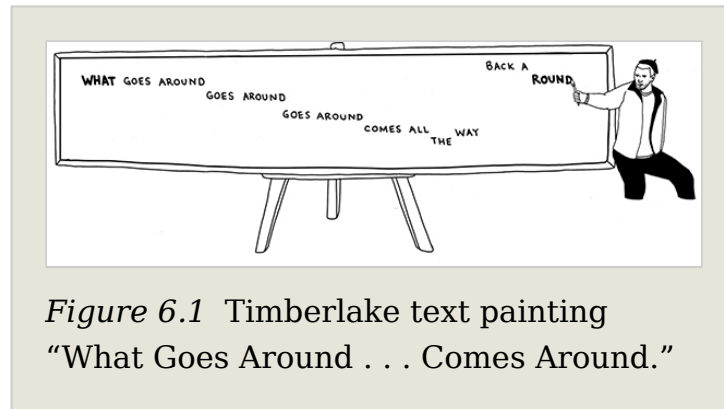 WHAT GOES AROUND
GOES AROUND
GOES AROUND
COMES ALL
THE
WAY
BACK A
ROUND
Figure 6.1 Timberlake text painting
“What Goes Around . . . Comes Around.”